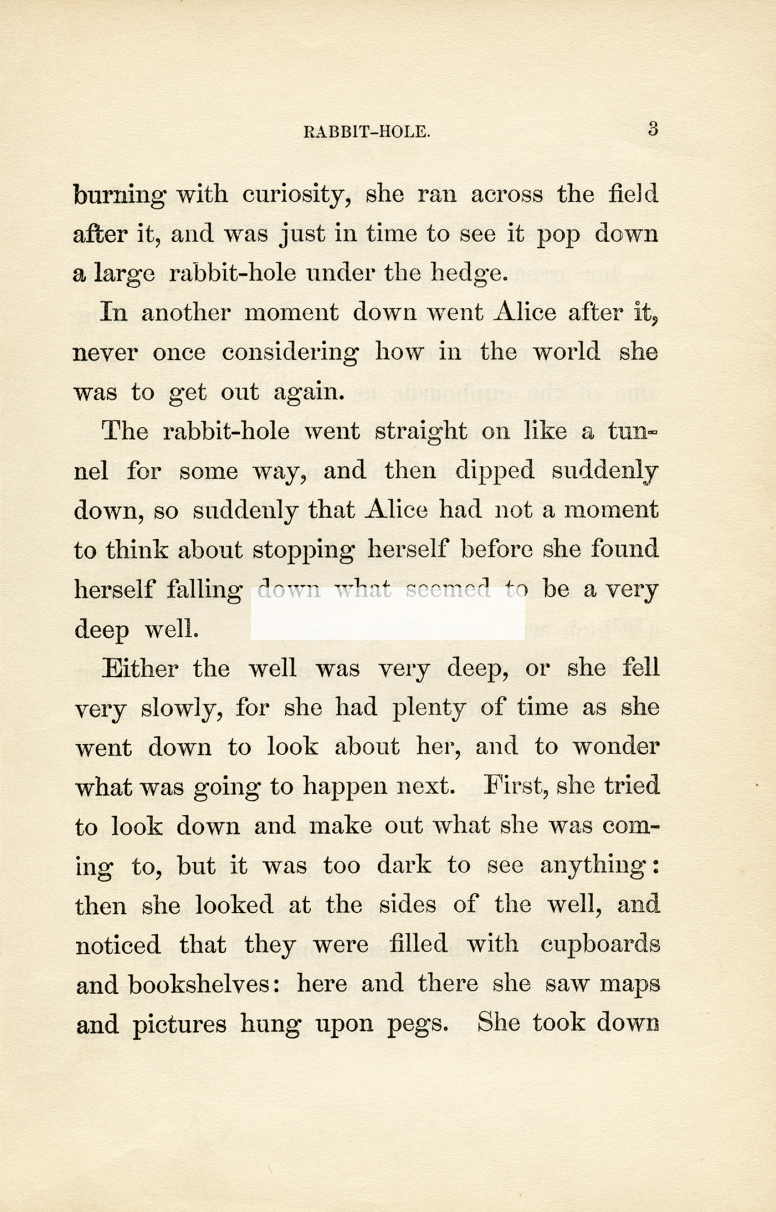 RABBIT-HOLE. 3
burning with curiosity, she ran across the field
after it, and was just in time to see it pop down
a large rabbit-hole under the hedge.
In another moment down went Alice after it,
never once considering how in the world she
was to get out again.
The rabbit-hole went straight on like a tun-
nel for some way, and then dipped suddenly
down, so suddenly that Alice had not a moment
to think about stopping herself before she found
herself falling down what seemed to be a very
deep well.
Either the well was very deep, or she fell
very slowly, for she had plenty of time as she
went down to look about her, and to wonder
what was going to happen next. First, she tried
to look down and make out what she was com-
ing to, but it was too dark to see anything:
then she looked at the sides of the well, and
noticed that they were filled with cupboards
and bookshelves: here and there she saw maps
and pictures hung upon pegs. She took down